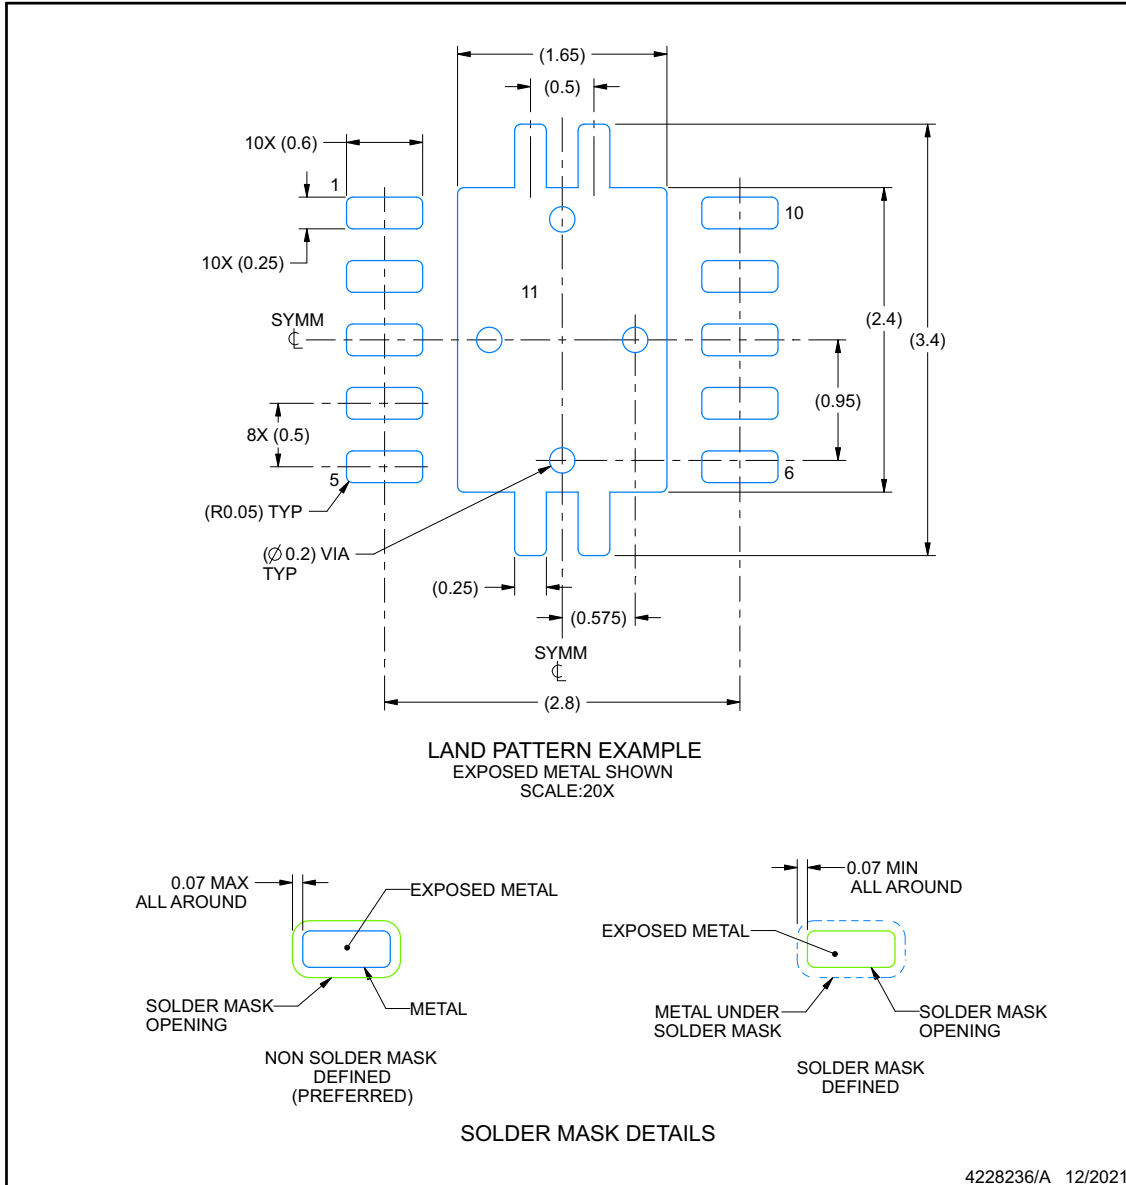 (1.65)
(0.5)
10X (0.6)
1
10
10X (0.25)
11
SYMM
(2.4)
(3.4)
(0.95)
8X (0.5)
5
6
(R0.05) TYP
(∅ 0.2) VIA
TYP
(0.25)
(0.575)
SYMM
(2.8)
LAND PATTERN EXAMPLE
EXPOSED METAL SHOWN
SCALE:20X
0.07 MAX
ALL AROUND
EXPOSED METAL
SOLDER MASK
OPENING
METAL
NON SOLDER MASK
DEFINED
(PREFERRED)
0.07 MIN
ALL AROUND
EXPOSED METAL
METAL UNDER
SOLDER MASK
SOLDER MASK
OPENING
SOLDER MASK
DEFINED
SOLDER MASK DETAILS
4228236/A 12/2021